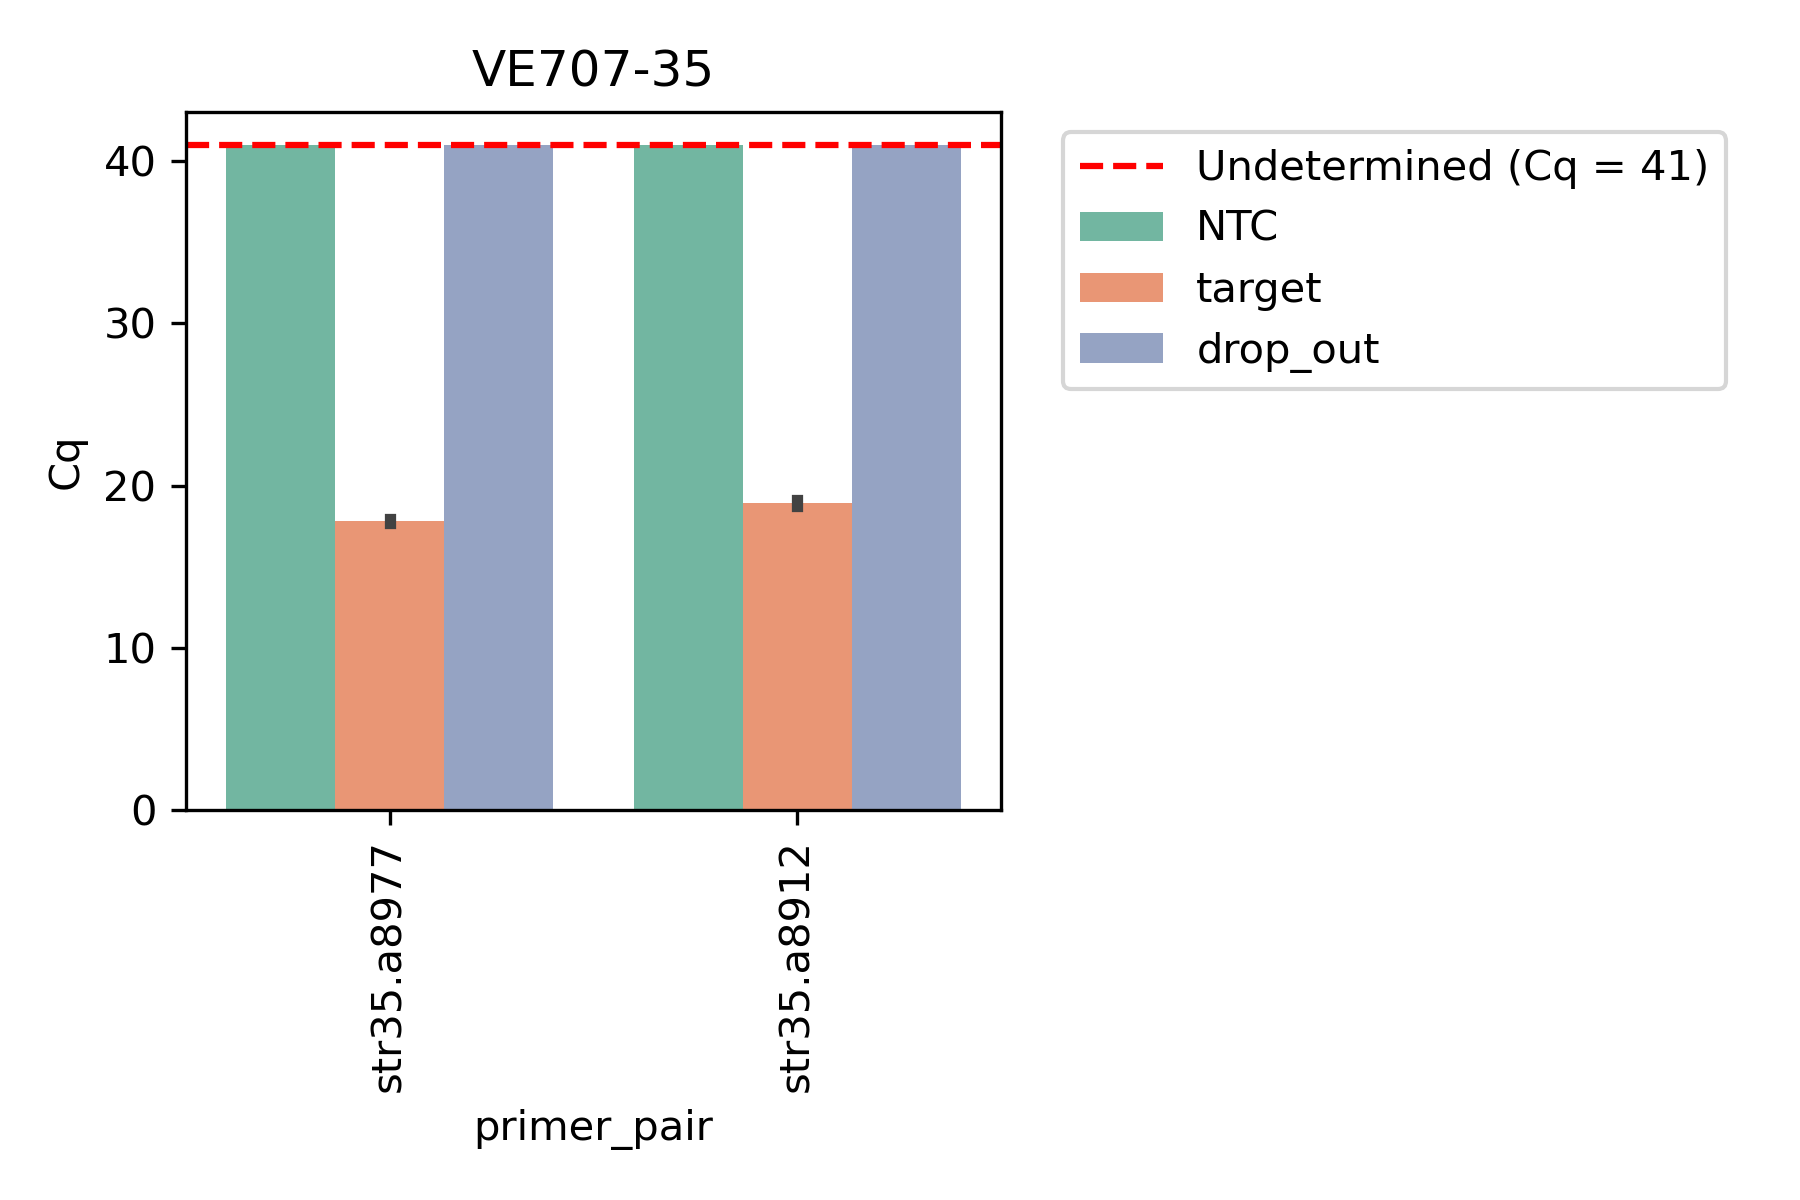 VE707-35
Undetermined (Cq = 41)
NTC
target
drop_out
Cq
40
30
20
10
0
str35.a8977
str35.a8912
primer_pair